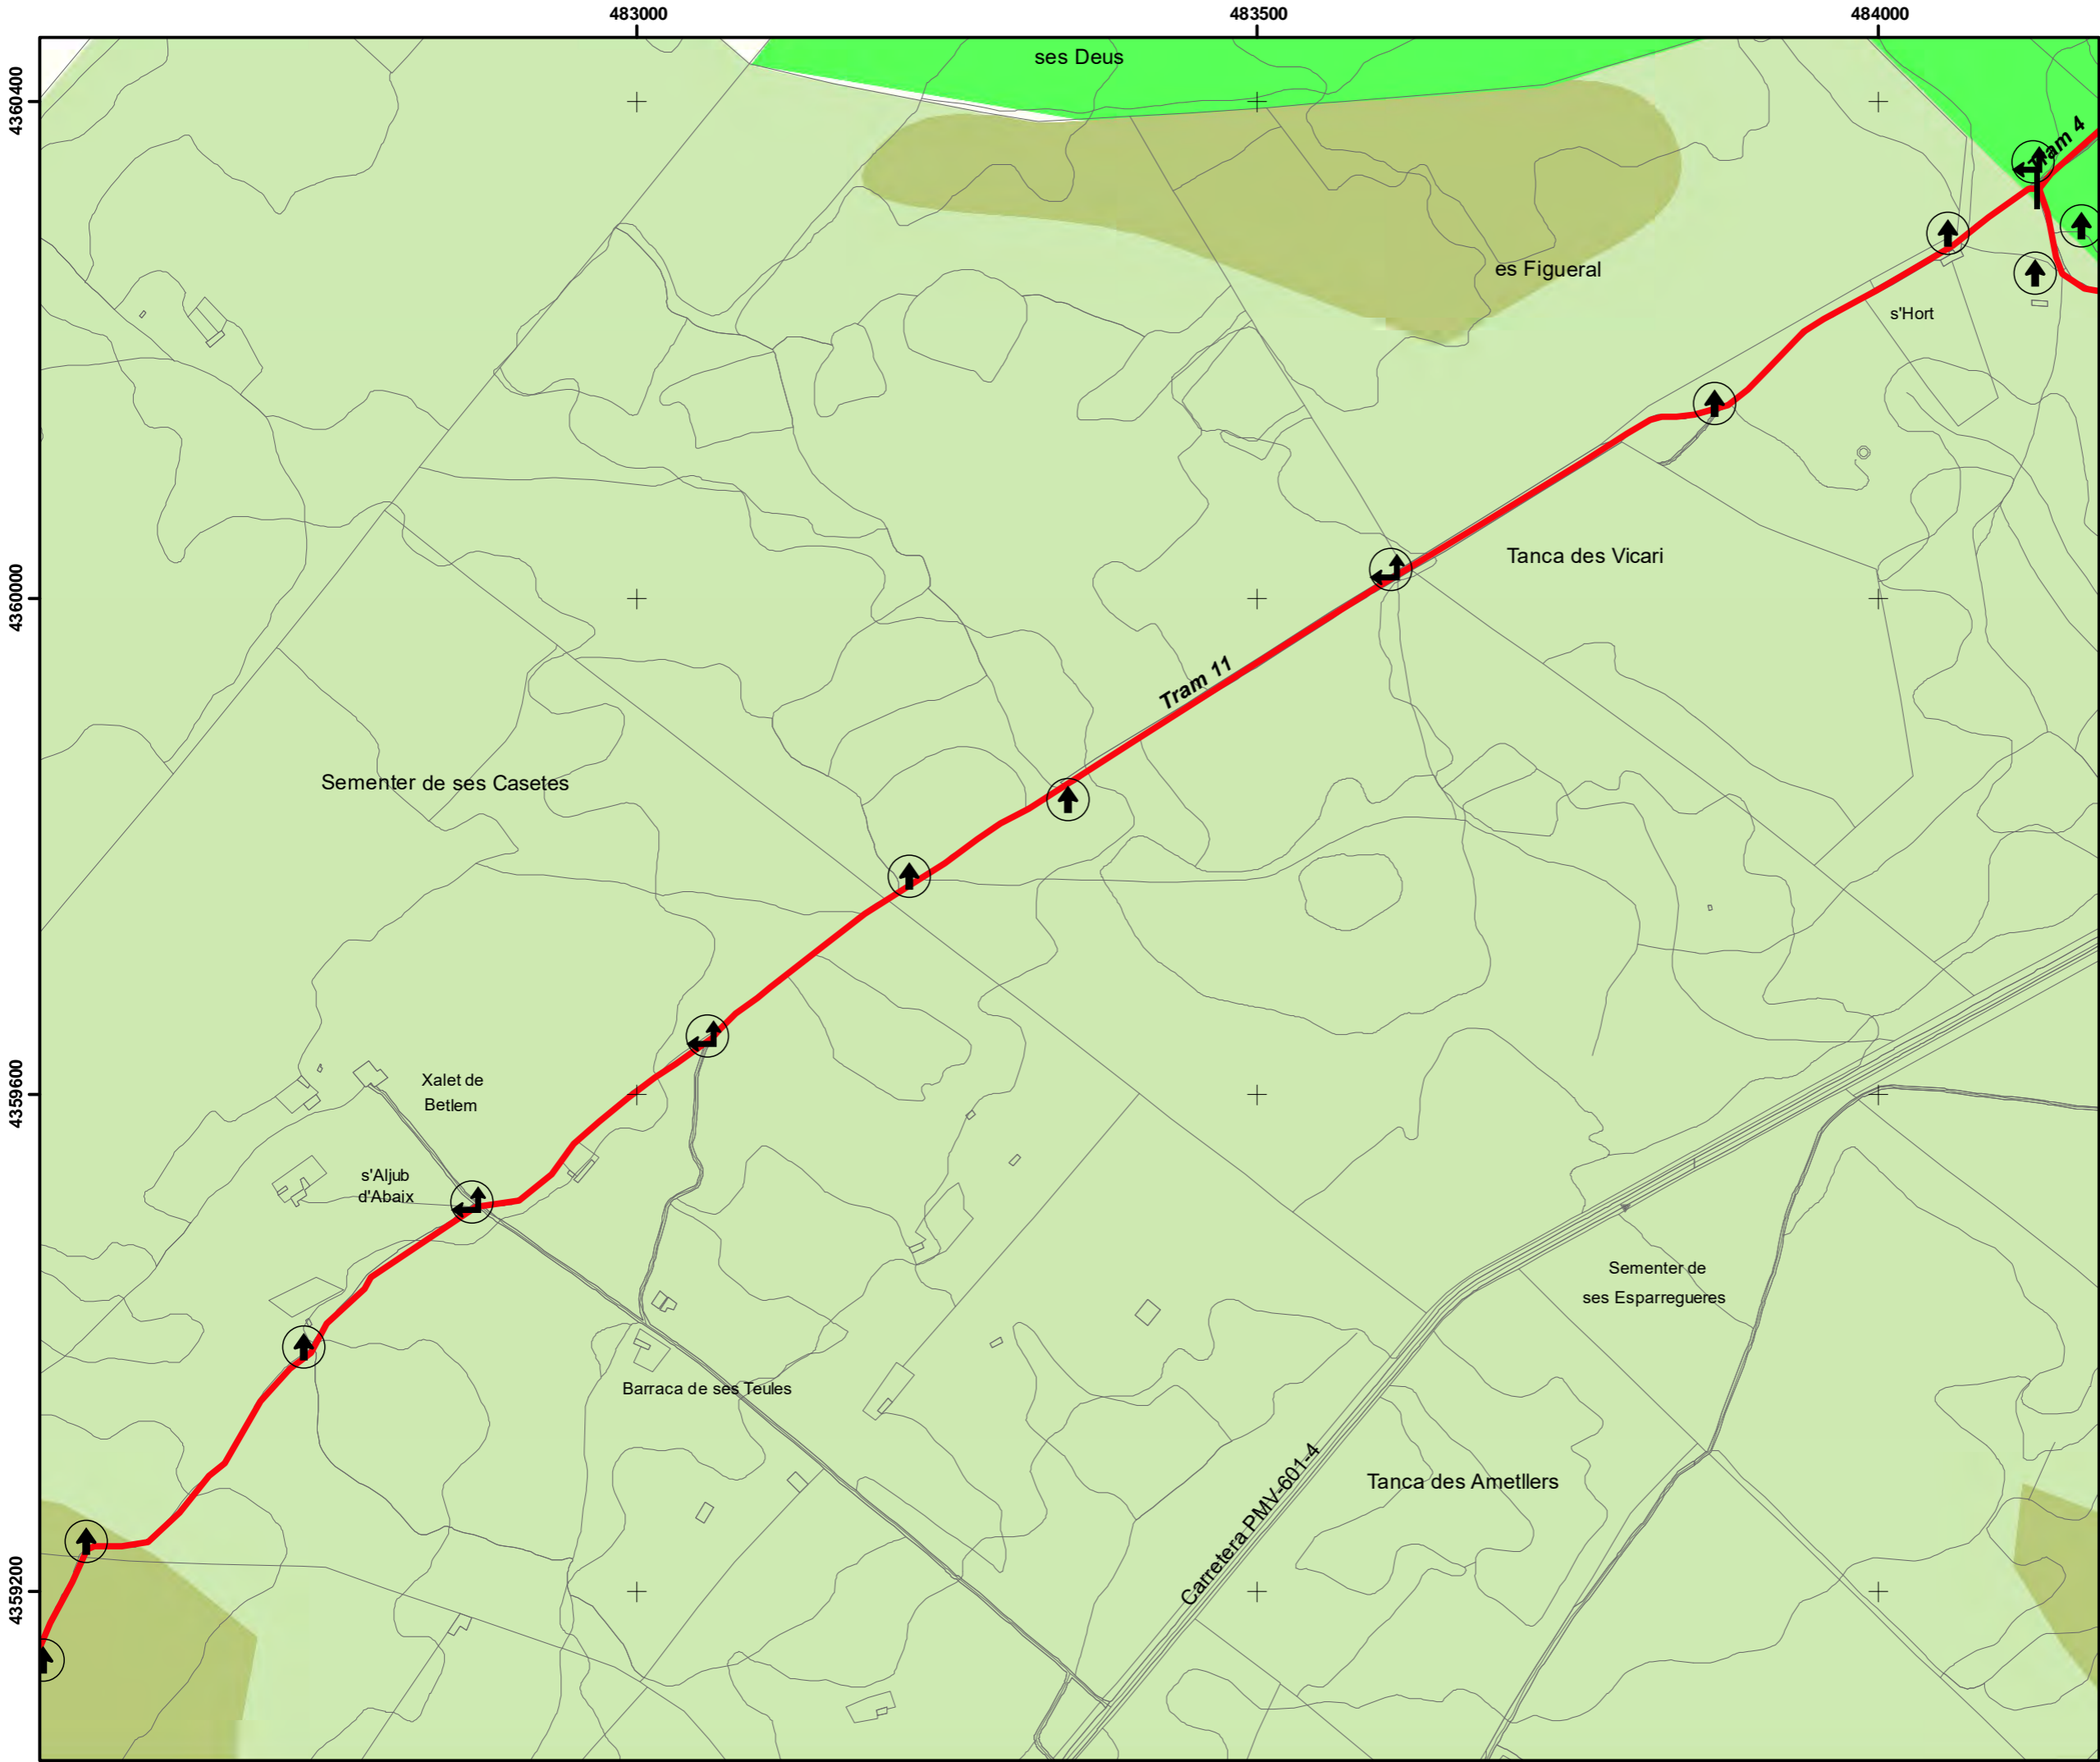 483000
483500
484000
4360400
4360000
4359600
4359200
ses Deus
Tram 4
es Figueral
s'Hort
Tanca des Vicari
Tram 11
Sementer de ses Casetes
Xalet de
Betlem
s'Aljub
d'Abaix
Sementer de
ses Esparregueres
Barraca de ses Teules
Tanca des Ametllers
Carretera PMV-601-4